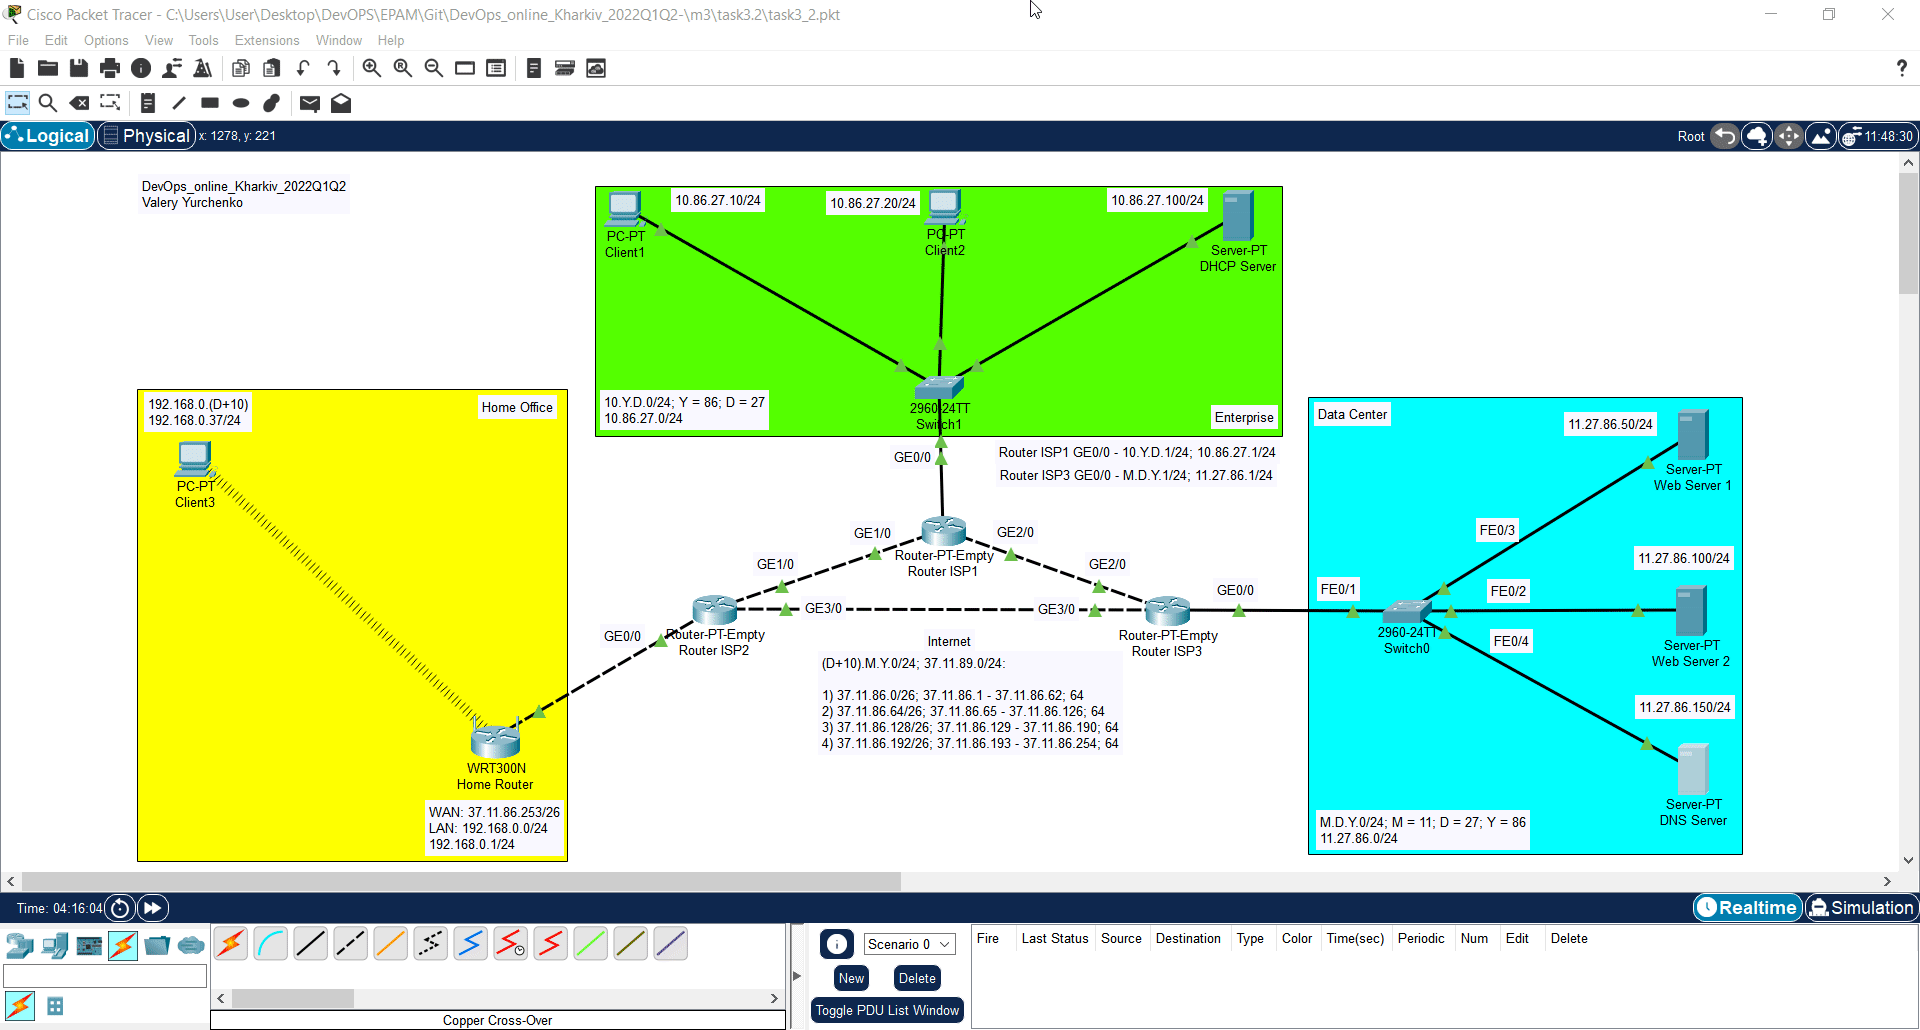 Cisco Packet Tracer - C:\Users\User\Desktop\DevOPS\EPAM\Git\DevOps_online_Kharkiv_2022Q1Q2-\m3\task3.2\task3_2.pkt
File Edit Options View Tools Extensions Window Help
?
Logical Physical x: 1278, y: 221
Root 11:48:30
DevOps_online_Kharkiv_2022Q1Q2
Valery Yurchenko
10.86.27.10/24
10.86.27.20/24
10.86.27.100/24
PC-PT
Client1
PC-PT
Client2
Server-PT
DHCP Server
10.Y.D.0/24; Y = 86; D = 27
10.86.27.0/24
2960-24TT
Switch1
Enterprise
192.168.0.(D+10)
192.168.0.37/24
Home Office
PC-PT
Client3
WRT300N
Home Router
WAN: 37.11.86.253/26
LAN: 192.168.0.0/24
192.168.0.1/24
GE0/0
Router ISP1 GE0/0 - 10.Y.D.1/24; 10.86.27.1/24
Router ISP3 GE0/0 - M.D.Y.1/24; 11.27.86.1/24
GE1/0
GE2/0
Router-PT-Empty
Router ISP1
GE1/0
GE2/0
GE3/0
GE3/0
GE0/0
GE0/0
Router-PT-Empty
Router ISP2
Router-PT-Empty
Router ISP3
Internet
(D+10).M.Y.0/24; 37.11.89.0/24:
1) 37.11.86.0/26; 37.11.86.1 - 37.11.86.62; 64
2) 37.11.86.64/26; 37.11.86.65 - 37.11.86.126; 64
3) 37.11.86.128/26; 37.11.86.129 - 37.11.86.190; 64
4) 37.11.86.192/26; 37.11.86.193 - 37.11.86.254; 64
Data Center
11.27.86.50/24
Server-PT
Web Server 1
FE0/3
11.27.86.100/24
FE0/1
FE0/2
2960-24TT
Switch0
FE0/4
Server-PT
Web Server 2
11.27.86.150/24
Server-PT
DNS Server
M.D.Y.0/24; M = 11; D = 27; Y = 86
11.27.86.0/24
Time: 04:16:04
Realtime Simulation
Scenario 0
New Delete
Toggle PDU List Window
Fire Last Status Source Destination Type Color Time(sec) Periodic Num Edit Delete
Copper Cross-Over